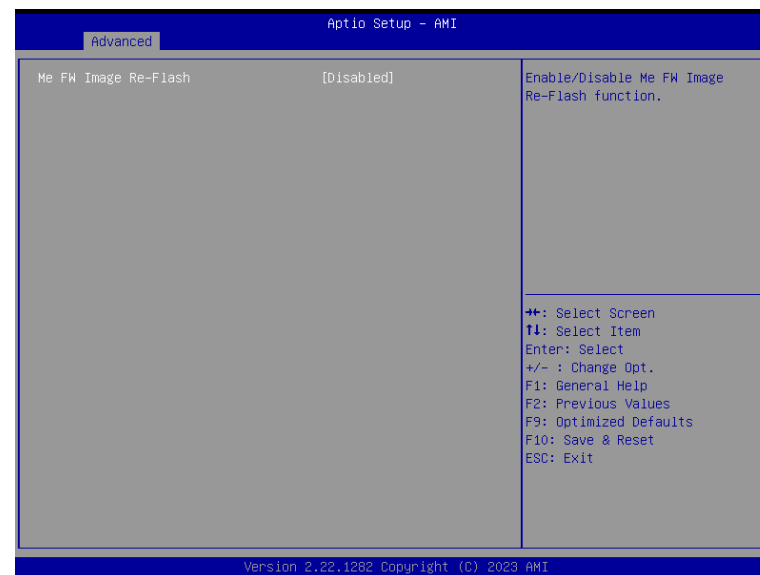 Aptio Setup – AMI
Advanced
Me FW Image Re-Flash [Disabled]
Enable/Disable Me FW Image
Re-Flash function.
→←: Select Screen
↑↓: Select Item
Enter: Select
+/- : Change Opt.
F1: General Help
F2: Previous Values
F9: Optimized Defaults
F10: Save & Reset
ESC: Exit
Version 2.22.1282 Copyright (C) 2023 AMI